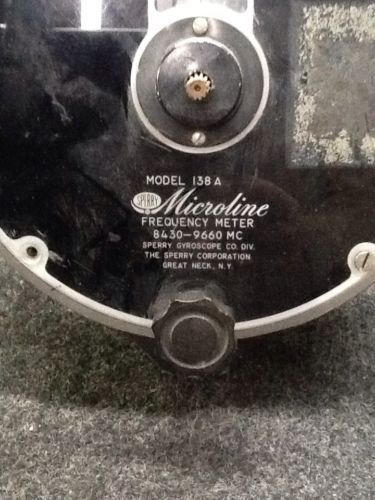 MODEL 138A
SPERRY Microline
FREQUENCY METER
8430-9660 MC
SPERRY GYROSCOPE CO. DIV.
THE SPERRY CORPORATION
GREAT NECK, N.Y.